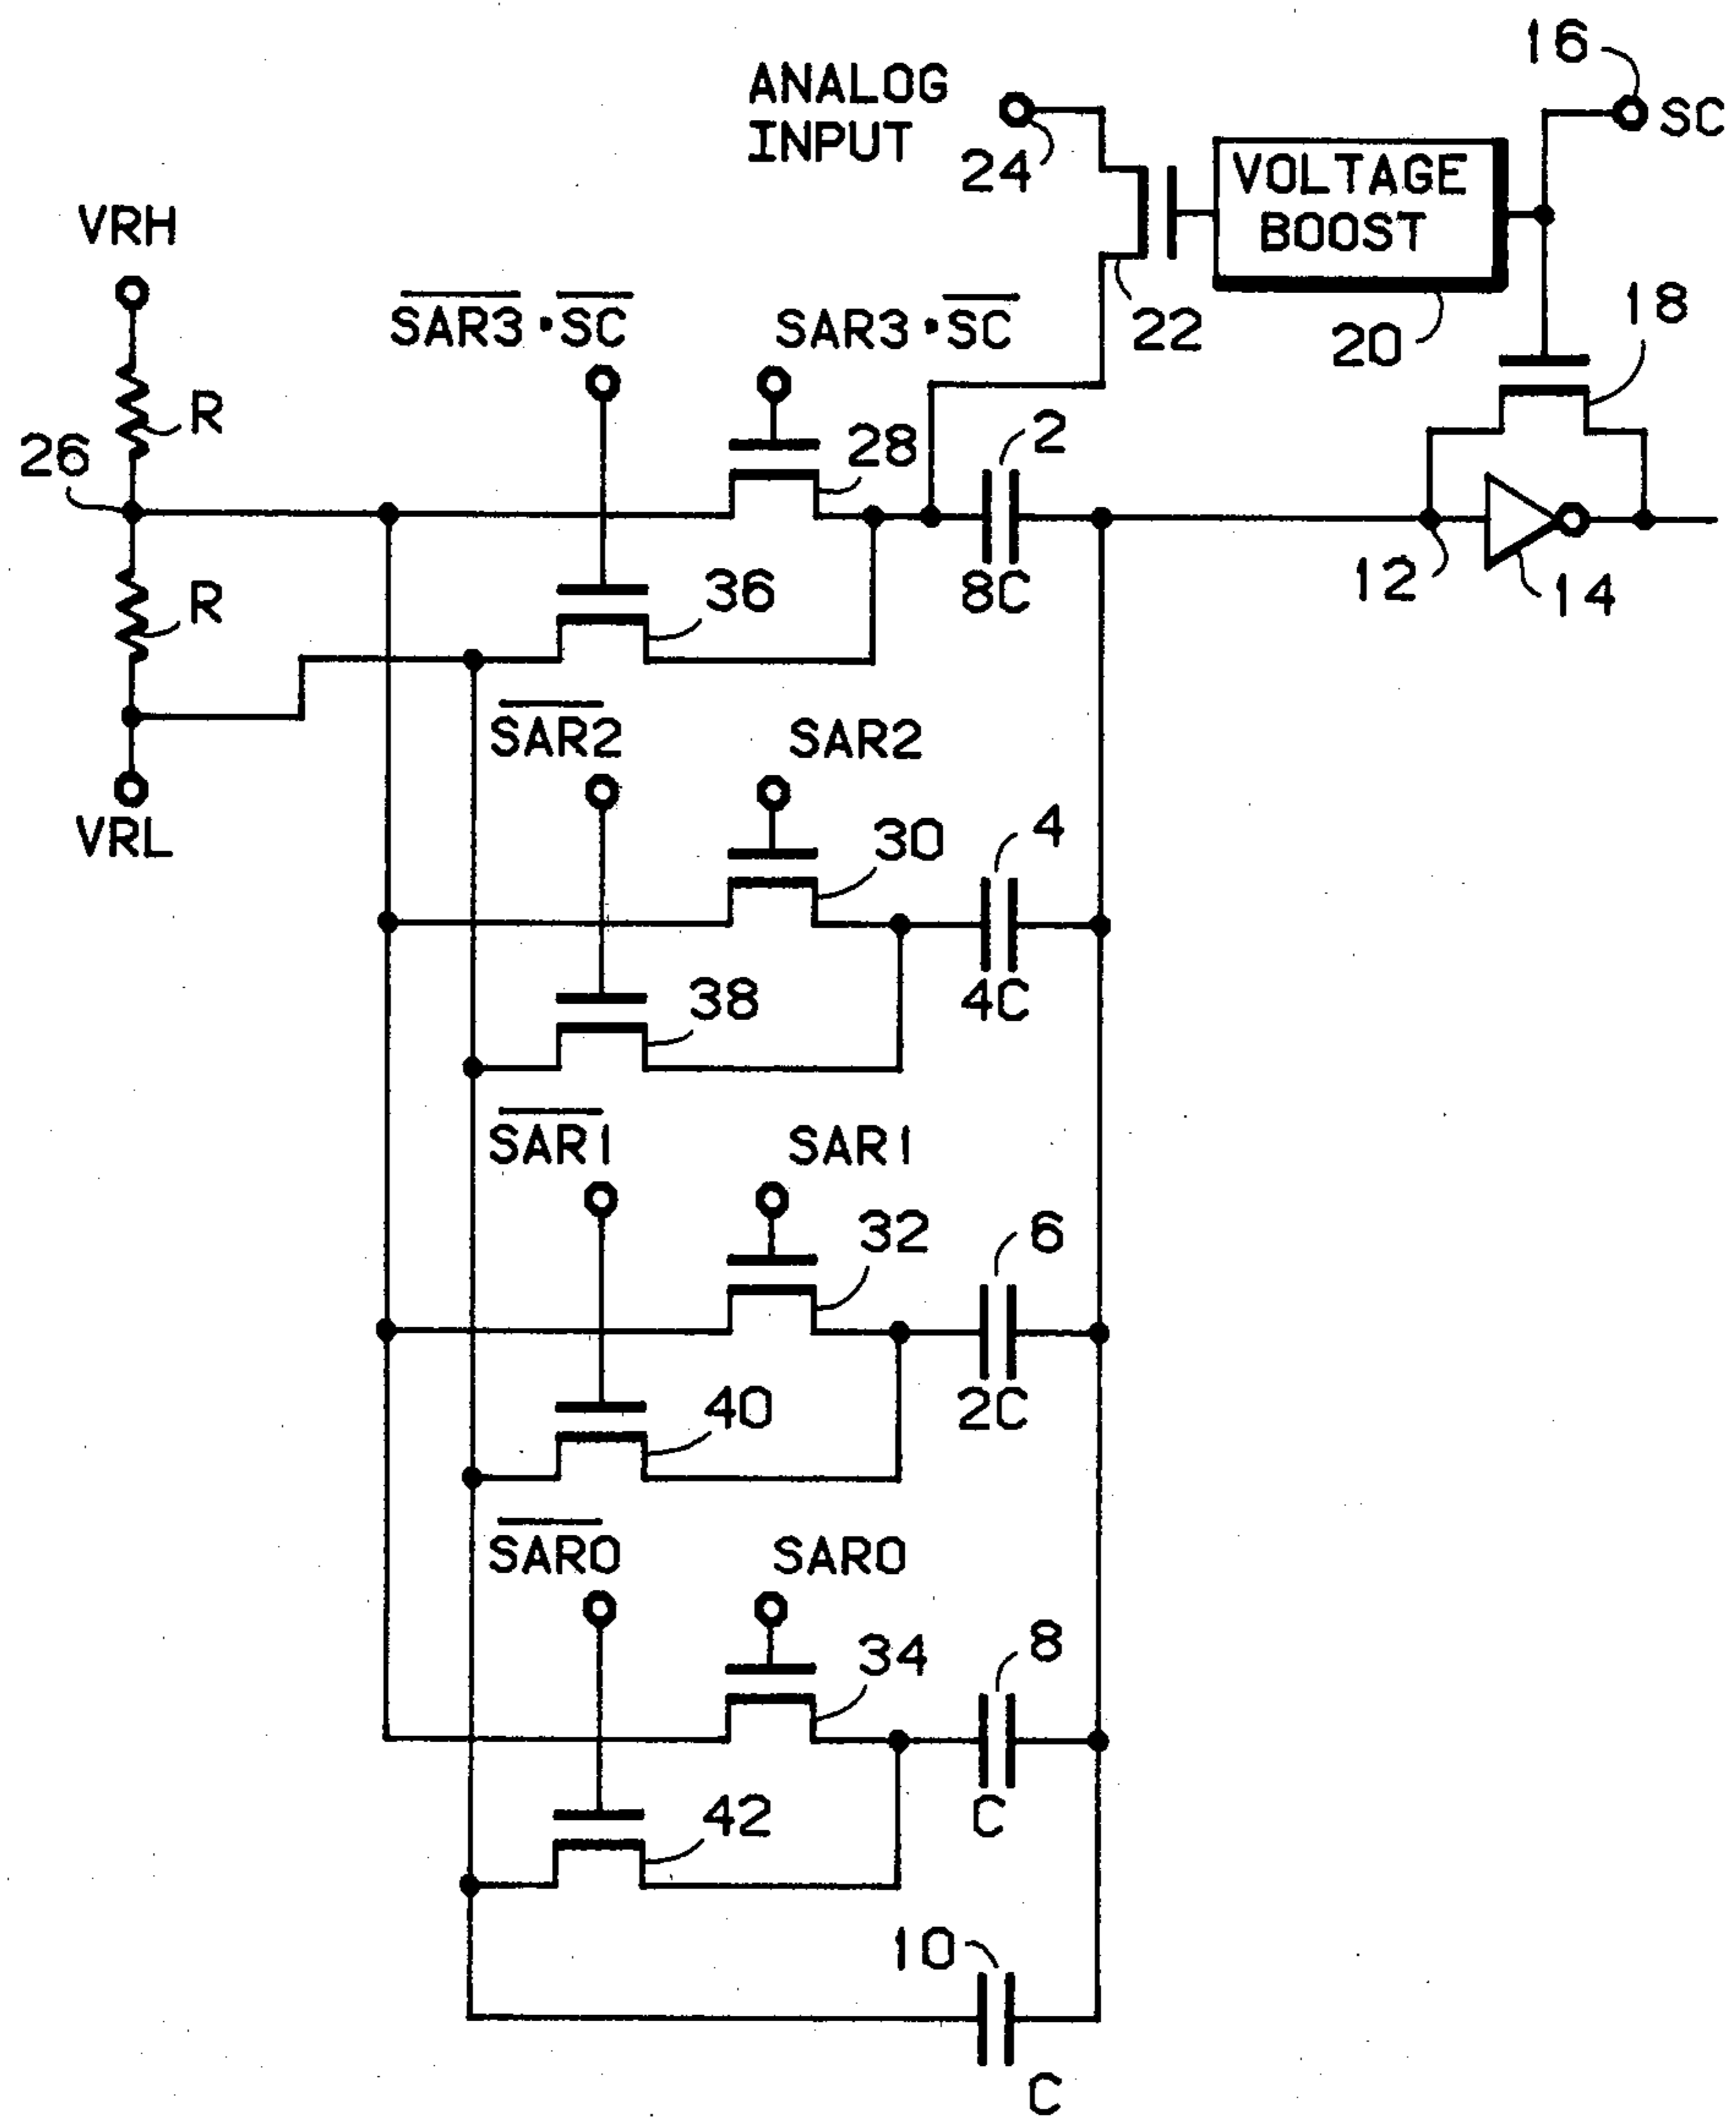 16
SC
ANALOG
INPUT
24
VOLTAGE
BOOST
VRH
SAR3·SC
SAR3·SC
22
20
18
R
26
28
2
36
8C
12
14
R
SAR2
SAR2
VRL
30
4
38
4C
SAR1
SAR1
32
6
40
2C
SAR0
SAR0
34
8
42
C
10
C